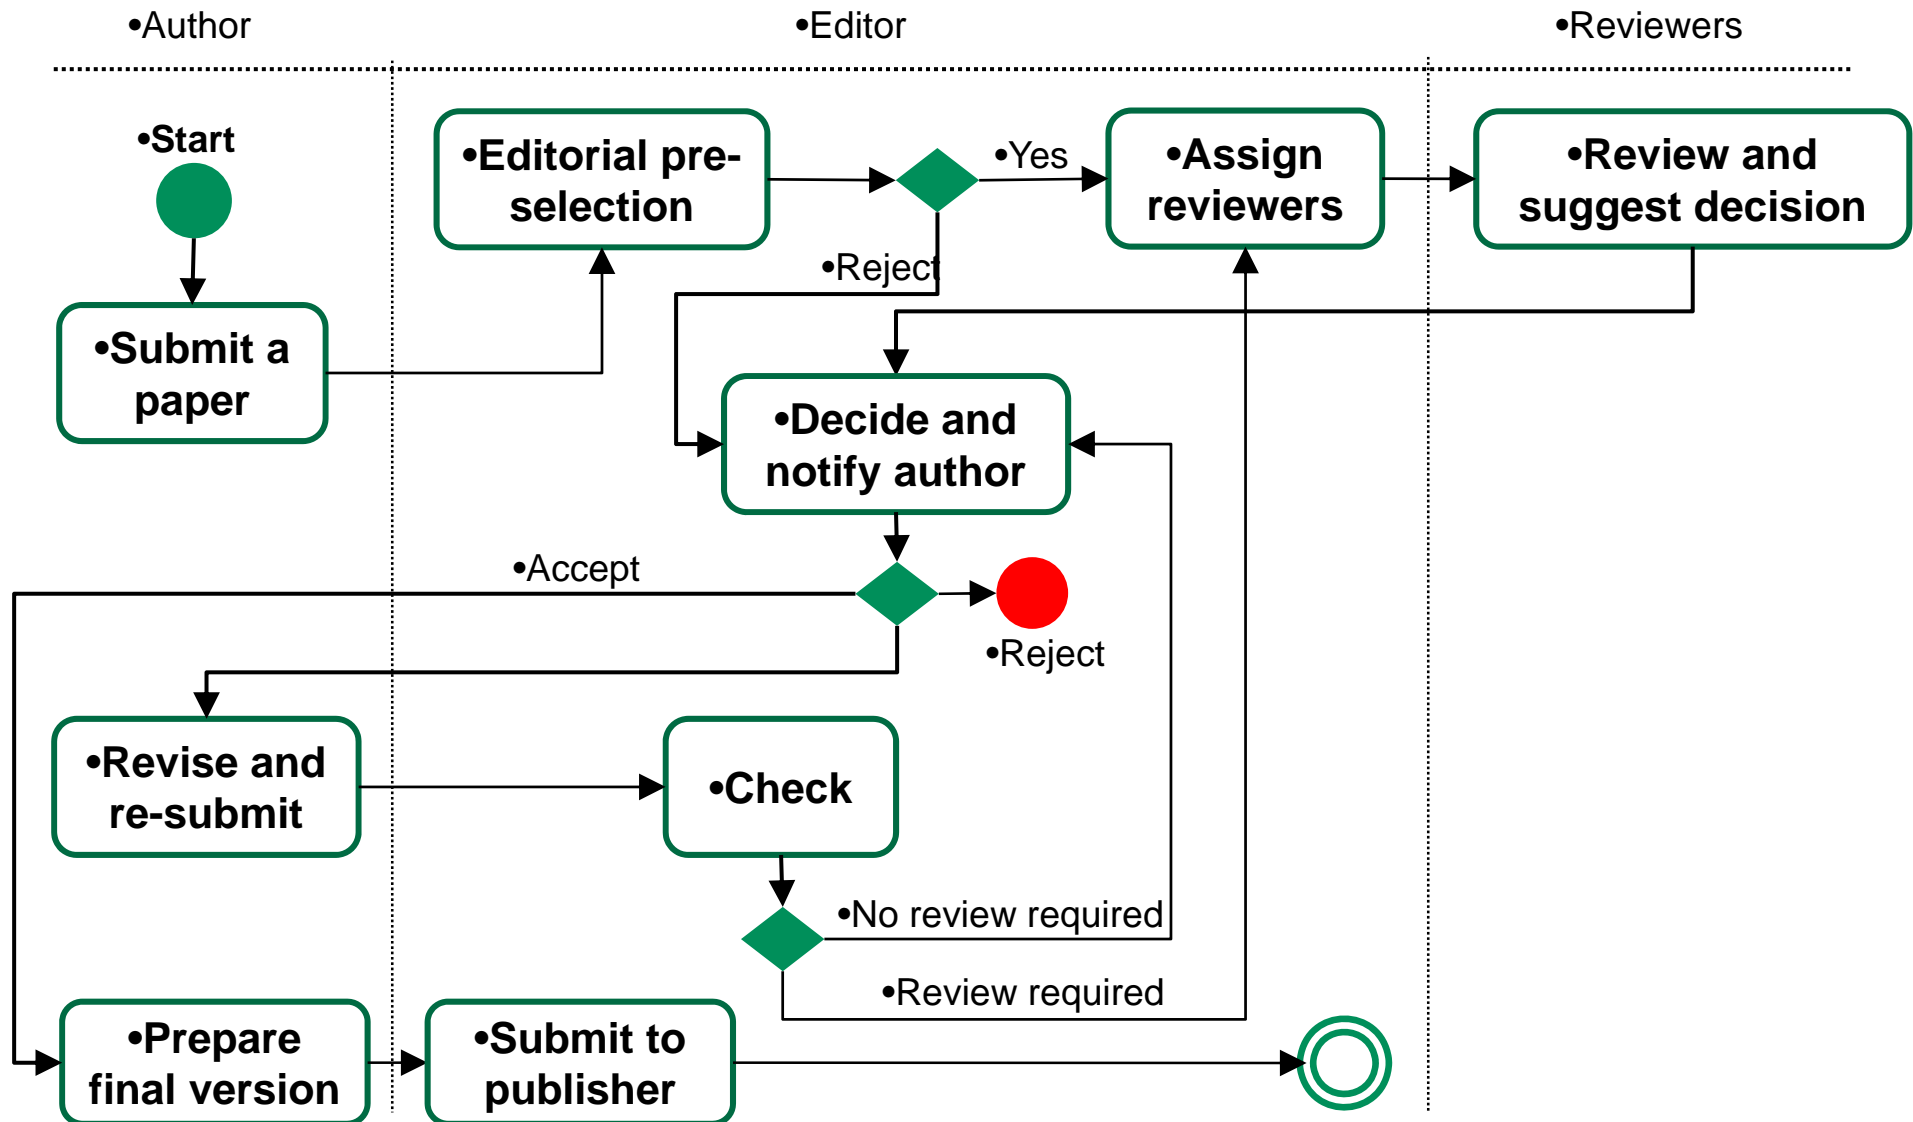 •Author
•Editor
•Reviewers
•Start
•Editorial pre-
selection
•Yes
•Assign
reviewers
•Review and
suggest decision
•Reject
•Submit a
paper
•Decide and
notify author
•Accept
•Reject
•Revise and
re-submit
•Check
•No review required
•Review required
•Prepare
final version
•Submit to
publisher